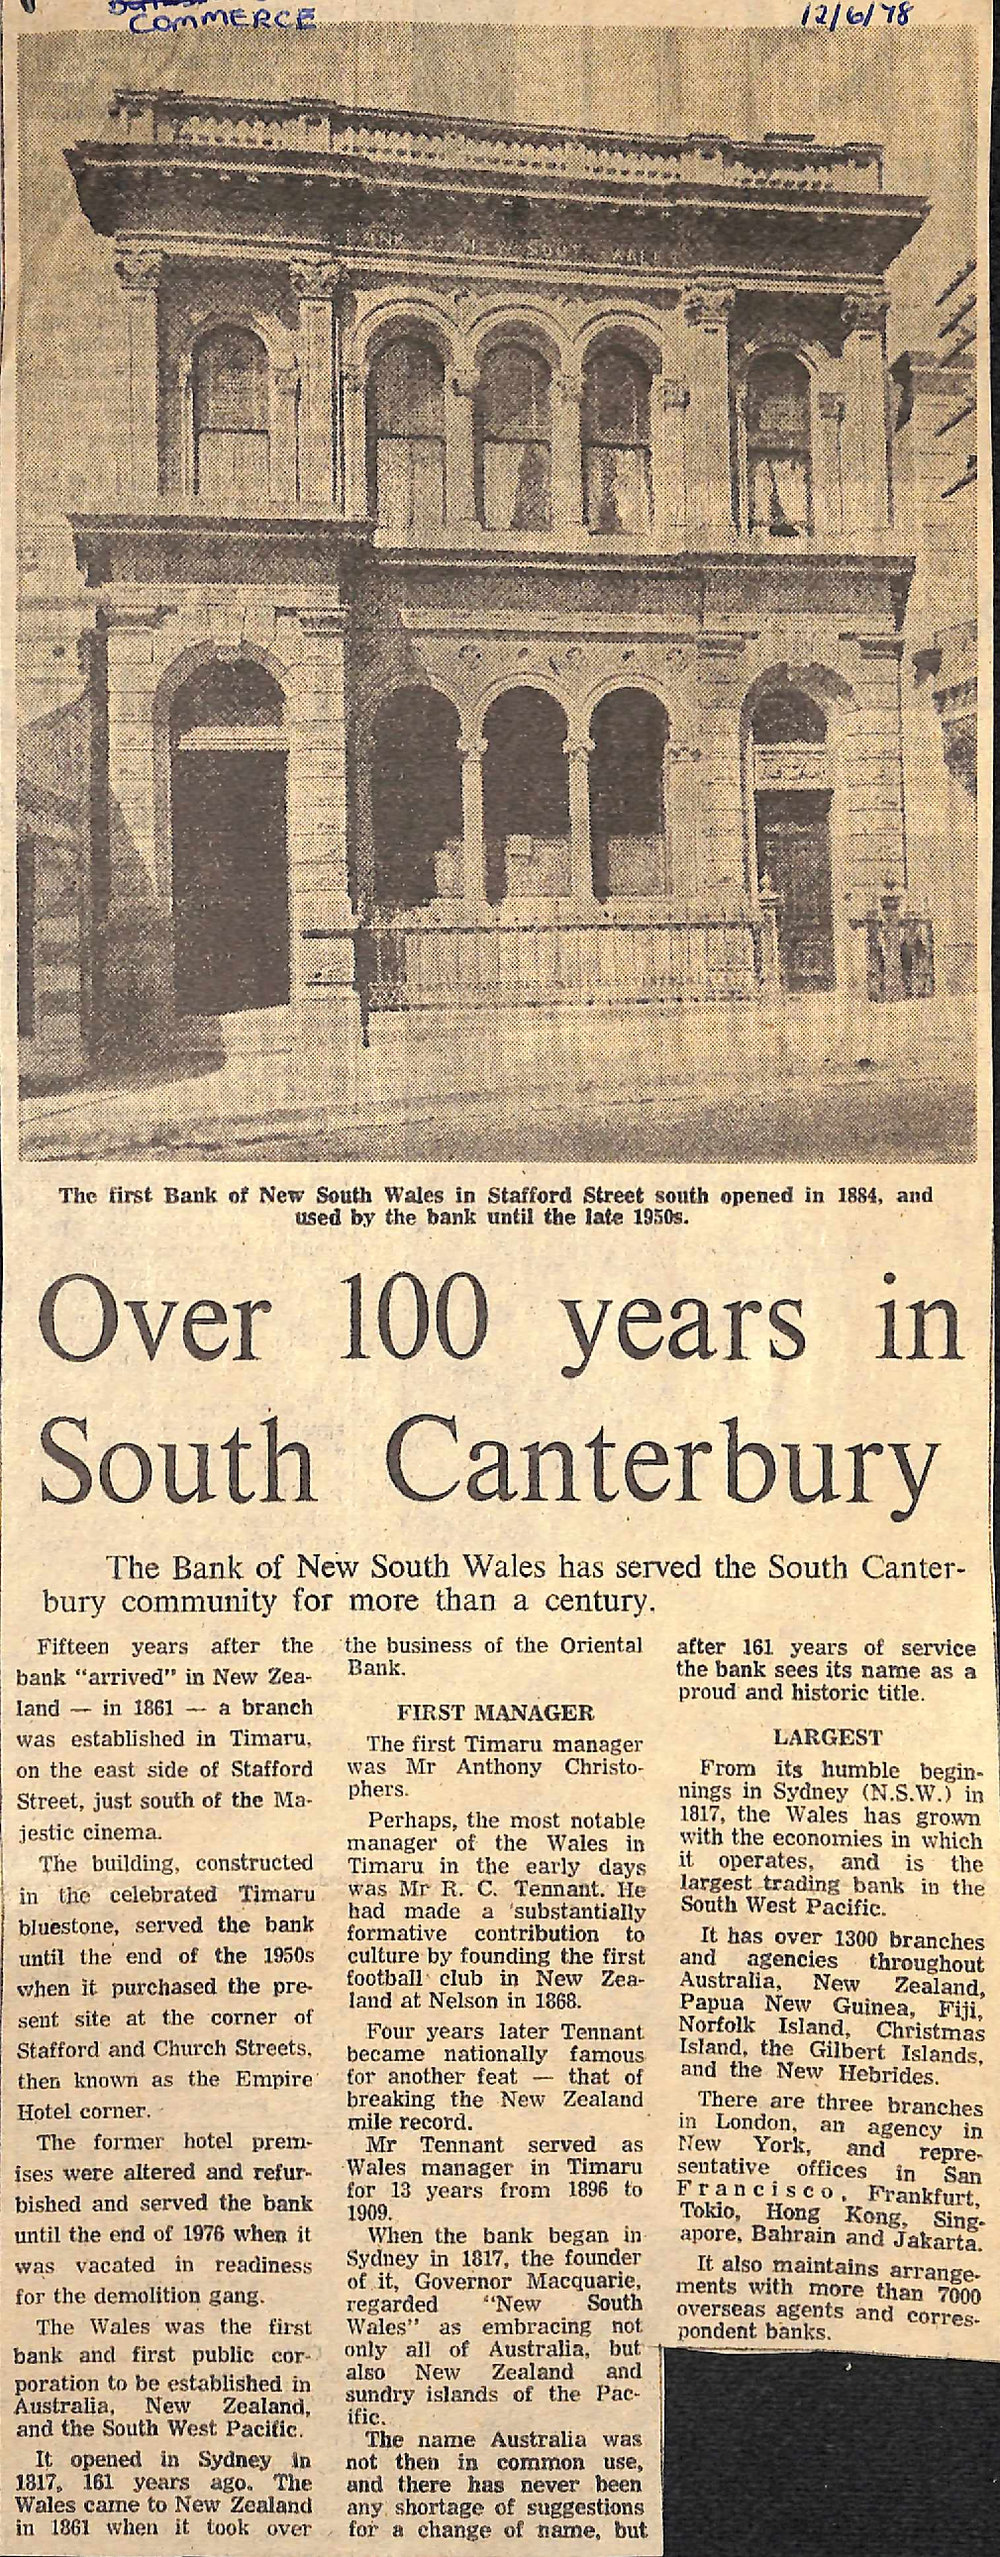 COMMERCE
12/6/78
BANK OF NEW SOUTH WALES
The first Bank of New South Wales in Stafford Street south opened in 1884, and
used by the bank until the late 1950s.
Over 100 years in
South Canterbury
The Bank of New South Wales has served the South Canter-
bury community for more than a century.
Fifteen years after the
bank "arrived" in New Zea-
land — in 1861 — a branch
was established in Timaru,
on the east side of Stafford
Street, just south of the Ma-
jestic cinema.
The building, constructed
in the celebrated Timaru
bluestone, served the bank
until the end of the 1950s
when it purchased the pre-
sent site at the corner of
Stafford and Church Streets,
then known as the Empire
Hotel corner.
The former hotel prem-
ises were altered and refur-
bished and served the bank
until the end of 1976 when it
was vacated in readiness
for the demolition gang.
The Wales was the first
bank and first public cor-
poration to be established in
Australia, New Zealand,
and the South West Pacific.
It opened in Sydney in
1817, 161 years ago. The
Wales came to New Zealand
in 1861 when it took over
the business of the Oriental
Bank.
FIRST MANAGER
The first Timaru manager
was Mr Anthony Christo-
phers.
Perhaps, the most notable
manager of the Wales in
Timaru in the early days
was Mr R. C. Tennant. He
had made a substantially
formative contribution to
culture by founding the first
football club in New Zea-
land at Nelson in 1868.
Four years later Tennant
became nationally famous
for another feat — that of
breaking the New Zealand
mile record.
Mr Tennant served as
Wales manager in Timaru
for 13 years from 1896 to
1909.
When the bank began in
Sydney in 1817, the founder
of it, Governor Macquarie,
regarded "New South
Wales" as embracing not
only all of Australia, but
also New Zealand and
sundry islands of the Pac-
ific.
The name Australia was
not then in common use,
and there has never been
any shortage of suggestions
for a change of name, but
after 161 years of service
the bank sees its name as a
proud and historic title.
LARGEST
From its humble begin-
nings in Sydney (N.S.W.) in
1817, the Wales has grown
with the economies in which
it operates, and is the
largest trading bank in the
South West Pacific.
It has over 1300 branches
and agencies throughout
Australia, New Zealand,
Papua New Guinea, Fiji,
Norfolk Island, Christmas
Island, the Gilbert Islands,
and the New Hebrides.
There are three branches
in London, an agency in
New York, and repre-
sentative offices in San
Francisco, Frankfurt,
Tokio, Hong Kong, Sing-
apore, Bahrain and Jakarta.
It also maintains arrange-
ments with more than 7000
overseas agents and corres-
pondent banks.